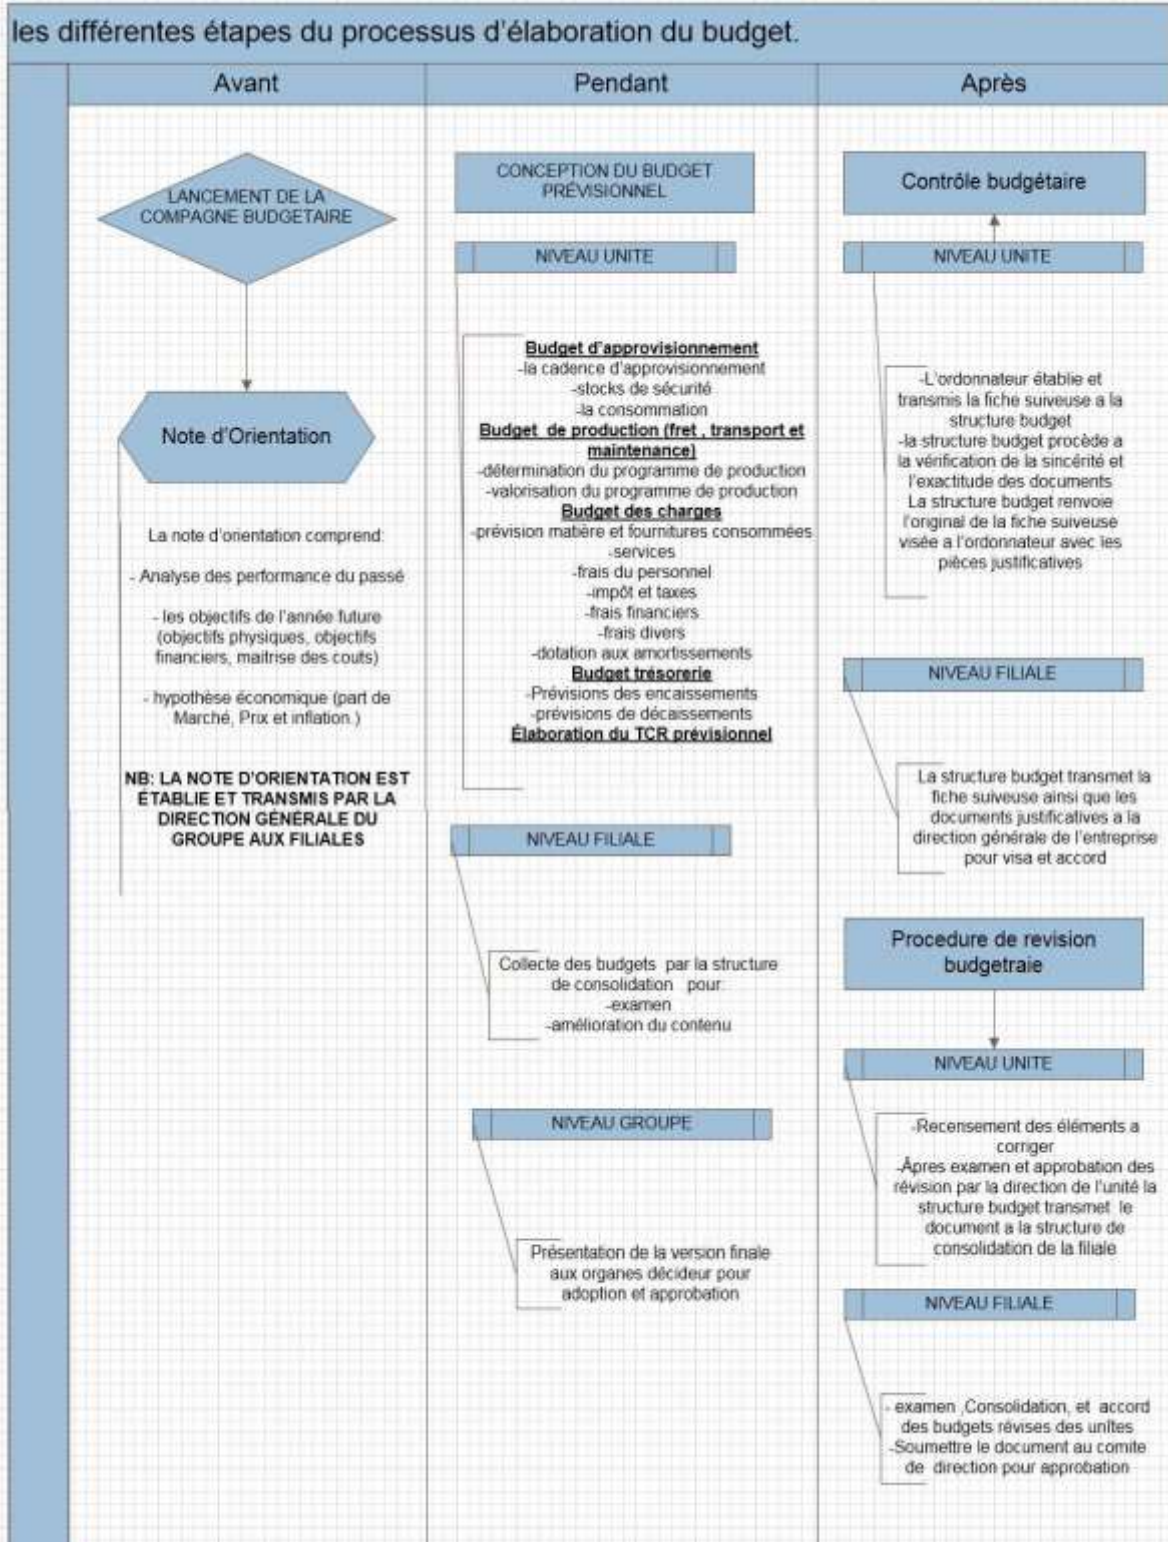 les différentes étapes du processus d'élaboration du budget.
Avant
Pendant
Après
LANCEMENT DE LA
COMPAGNE BUDGETAIRE
Note d'Orientation
La note d'orientation comprend:
- Analyse des performance du passé
- les objectifs de l'année future
(objectifs physiques, objectifs
financiers, maitrise des couts)
- hypothèse économique (part de
Marché, Prix et inflation.)
NB: LA NOTE D'ORIENTATION EST
ÉTABLIE ET TRANSMIS PAR LA
DIRECTION GÉNÉRALE DU
GROUPE AUX FILIALES
CONCEPTION DU BUDGET
PRÉVISIONNEL
NIVEAU UNITE
Budget d'approvisionnement
-la cadence d'approvisionnement
-stocks de sécurité
-la consommation
Budget de production (fret , transport et
maintenance)
-détermination du programme de production
-valorisation du programme de production
Budget des charges
-prévision matière et fournitures consommées
-services
-frais du personnel
-impôt et taxes
-frais financiers
-frais divers
-dotation aux amortissements
Budget trésorerie
-Prévisions des encaissements
-prévisions de décaissements
Élaboration du TCR prévisionnel
NIVEAU FILIALE
Collecte des budgets par la structure
de consolidation pour:
-examen
-amélioration du contenu
NIVEAU GROUPE
Présentation de la version finale
aux organes décideur pour
adoption et approbation
Contrôle budgétaire
NIVEAU UNITE
-L'ordonnateur établie et
transmis la fiche suiveuse a la
structure budget
-la structure budget procède a
la vérification de la sincérité et
l'exactitude des documents
La structure budget renvoie
l'original de la fiche suiveuse
visée a l'ordonnateur avec les
pièces justificatives
NIVEAU FILIALE
La structure budget transmet la
fiche suiveuse ainsi que les
documents justificatives a la
direction générale de l'entreprise
pour visa et accord
Procedure de revision
budgetraie
NIVEAU UNITE
-Recensement des éléments a
corriger
-Âpres examen et approbation des
révision par la direction de l'unité la
structure budget transmet le
document a la structure de
consolidation de la filiale
NIVEAU FILIALE
- examen ,Consolidation, et accord
des budgets révises des unîtes
-Soumettre le document au comite
de direction pour approbation